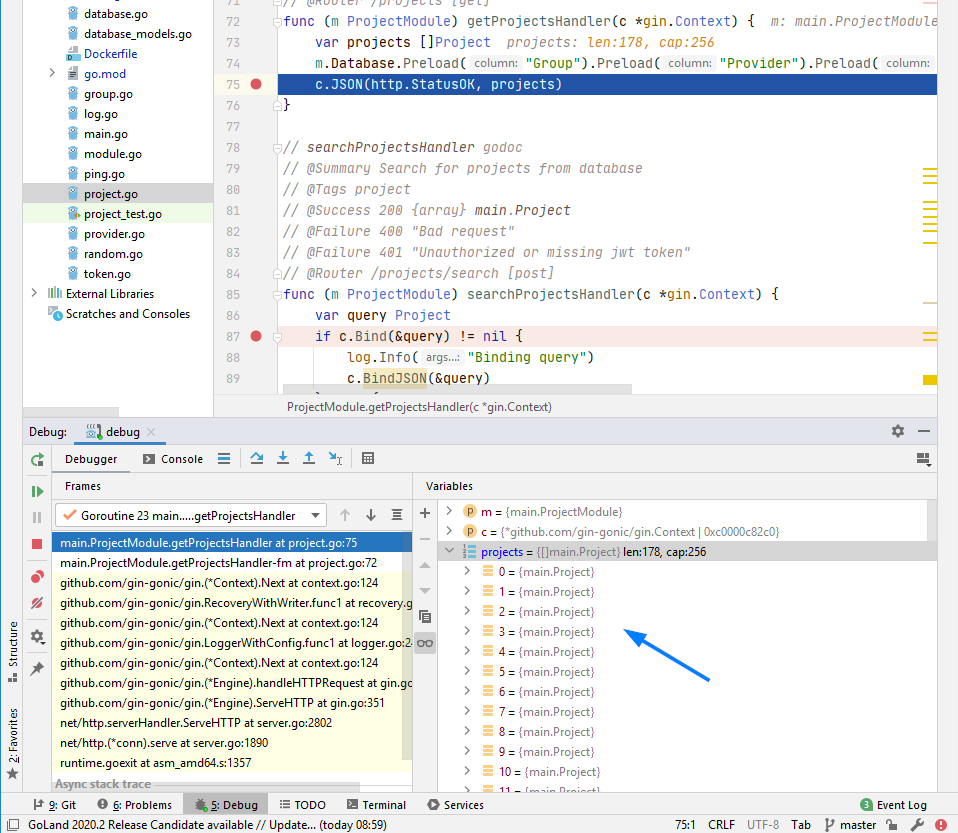 database.go
database_models.go
Dockerfile
go.mod
group.go
log.go
main.go
module.go
ping.go
project.go
project_test.go
provider.go
random.go
token.go
External Libraries
Scratches and Consoles
71 // @Router /projects [get]
72 func (m ProjectModule) getProjectsHandler(c *gin.Context) { m: main.ProjectModule
73 var projects []Project projects: len:178, cap:256
74 m.Database.Preload( column: "Group").Preload( column: "Provider").Preload( column:
75 c.JSON(http.StatusOK, projects)
76 }
77
78 // searchProjectsHandler godoc
79 // @Summary Search for projects from database
80 // @Tags project
81 // @Success 200 {array} main.Project
82 // @Failure 400 "Bad request"
83 // @Failure 401 "Unauthorized or missing jwt token"
84 // @Router /projects/search [post]
85 func (m ProjectModule) searchProjectsHandler(c *gin.Context) {
86 var query Project
87 if c.Bind(&query) != nil {
88 log.Info( args...: "Binding query")
89 c.BindJSON(&query)
ProjectModule.getProjectsHandler(c *gin.Context)
Debug: debug
Debugger Console
Frames
Goroutine 23 main.....getProjectsHandler
main.ProjectModule.getProjectsHandler at project.go:75
main.ProjectModule.getProjectsHandler-fm at project.go:72
github.com/gin-gonic/gin.(*Context).Next at context.go:124
github.com/gin-gonic/gin.RecoveryWithWriter.func1 at recovery.g
github.com/gin-gonic/gin.(*Context).Next at context.go:124
github.com/gin-gonic/gin.LoggerWithConfig.func1 at logger.go:24
github.com/gin-gonic/gin.(*Context).Next at context.go:124
github.com/gin-gonic/gin.(*Engine).handleHTTPRequest at gin.go
github.com/gin-gonic/gin.(*Engine).ServeHTTP at gin.go:351
net/http.serverHandler.ServeHTTP at server.go:2802
net/http.(*conn).serve at server.go:1890
runtime.goexit at asm_amd64.s:1357
Async stack trace
Variables
m = {main.ProjectModule}
c = {*github.com/gin-gonic/gin.Context | 0xc0000c82c0}
projects = {[]main.Project} len:178, cap:256
0 = {main.Project}
1 = {main.Project}
2 = {main.Project}
3 = {main.Project}
4 = {main.Project}
5 = {main.Project}
6 = {main.Project}
7 = {main.Project}
8 = {main.Project}
9 = {main.Project}
10 = {main.Project}
11 = {main.Project}
Structure
2: Favorites
9: Git 6: Problems 5: Debug TODO Terminal Services 3 Event Log
GoLand 2020.2 Release Candidate available // Update... (today 08:59) 75:1 CRLF UTF-8 Tab master